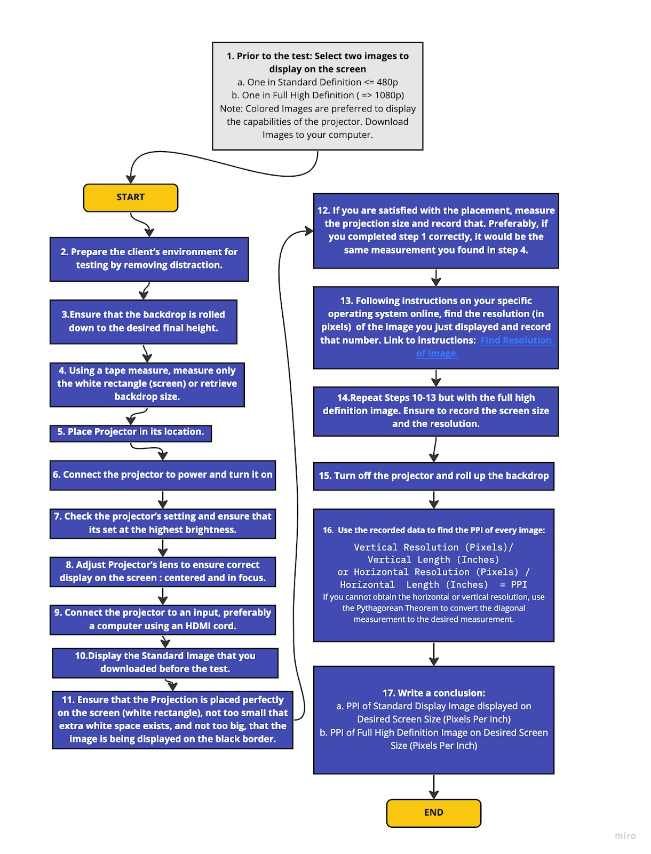 1. Prior to the test: Select two images to
display on the screen
a. One in Standard Definition <= 480p
b. One in Full High Definition ( => 1080p)
Note: Colored Images are preferred to display
the capabilities of the projector. Download
Images to your computer.
START
2. Prepare the client's environment for
testing by removing distraction.
3.Ensure that the backdrop is rolled
down to the desired final height.
4. Using a tape measure, measure only
the white rectangle (screen) or retrieve
backdrop size.
5. Place Projector in its location.
6. Connect the projector to power and turn it on
7. Check the projector's setting and ensure that
its set at the highest brightness.
8. Adjust Projector's lens to ensure correct
display on the screen : centered and in focus.
9. Connect the projector to an input, preferably
a computer using an HDMI cord.
10.Display the Standard Image that you
downloaded before the test.
11. Ensure that the Projection is placed perfectly
on the screen (white rectangle), not too small that
extra white space exists, and not too big, that the
image is being displayed on the black border.
12. If you are satisfied with the placement, measure
the projection size and record that. Preferably, if
you completed step 1 correctly, it would be the
same measurement you found in step 4.
13. Following instructions on your specific
operating system online, find the resolution (in
pixels) of the image you just displayed and record
that number. Link to instructions: Find Resolution
of Image
14.Repeat Steps 10-13 but with the full high
definition image. Ensure to record the screen size
and the resolution.
15. Turn off the projector and roll up the backdrop
16. Use the recorded data to find the PPI of every image:
Vertical Resolution (Pixels)/
Vertical Length (Inches)
or Horizontal Resolution (Pixels) /
Horizontal Length (Inches) = PPI
If you cannot obtain the horizontal or vertical resolution, use
the Pythagorean Theorem to convert the diagonal
measurement to the desired measurement.
17. Write a conclusion:
a. PPI of Standard Display Image displayed on
Desired Screen Size (Pixels Per Inch)
b. PPI of Full High Definition Image on Desired Screen
Size (Pixels Per Inch)
END
miro